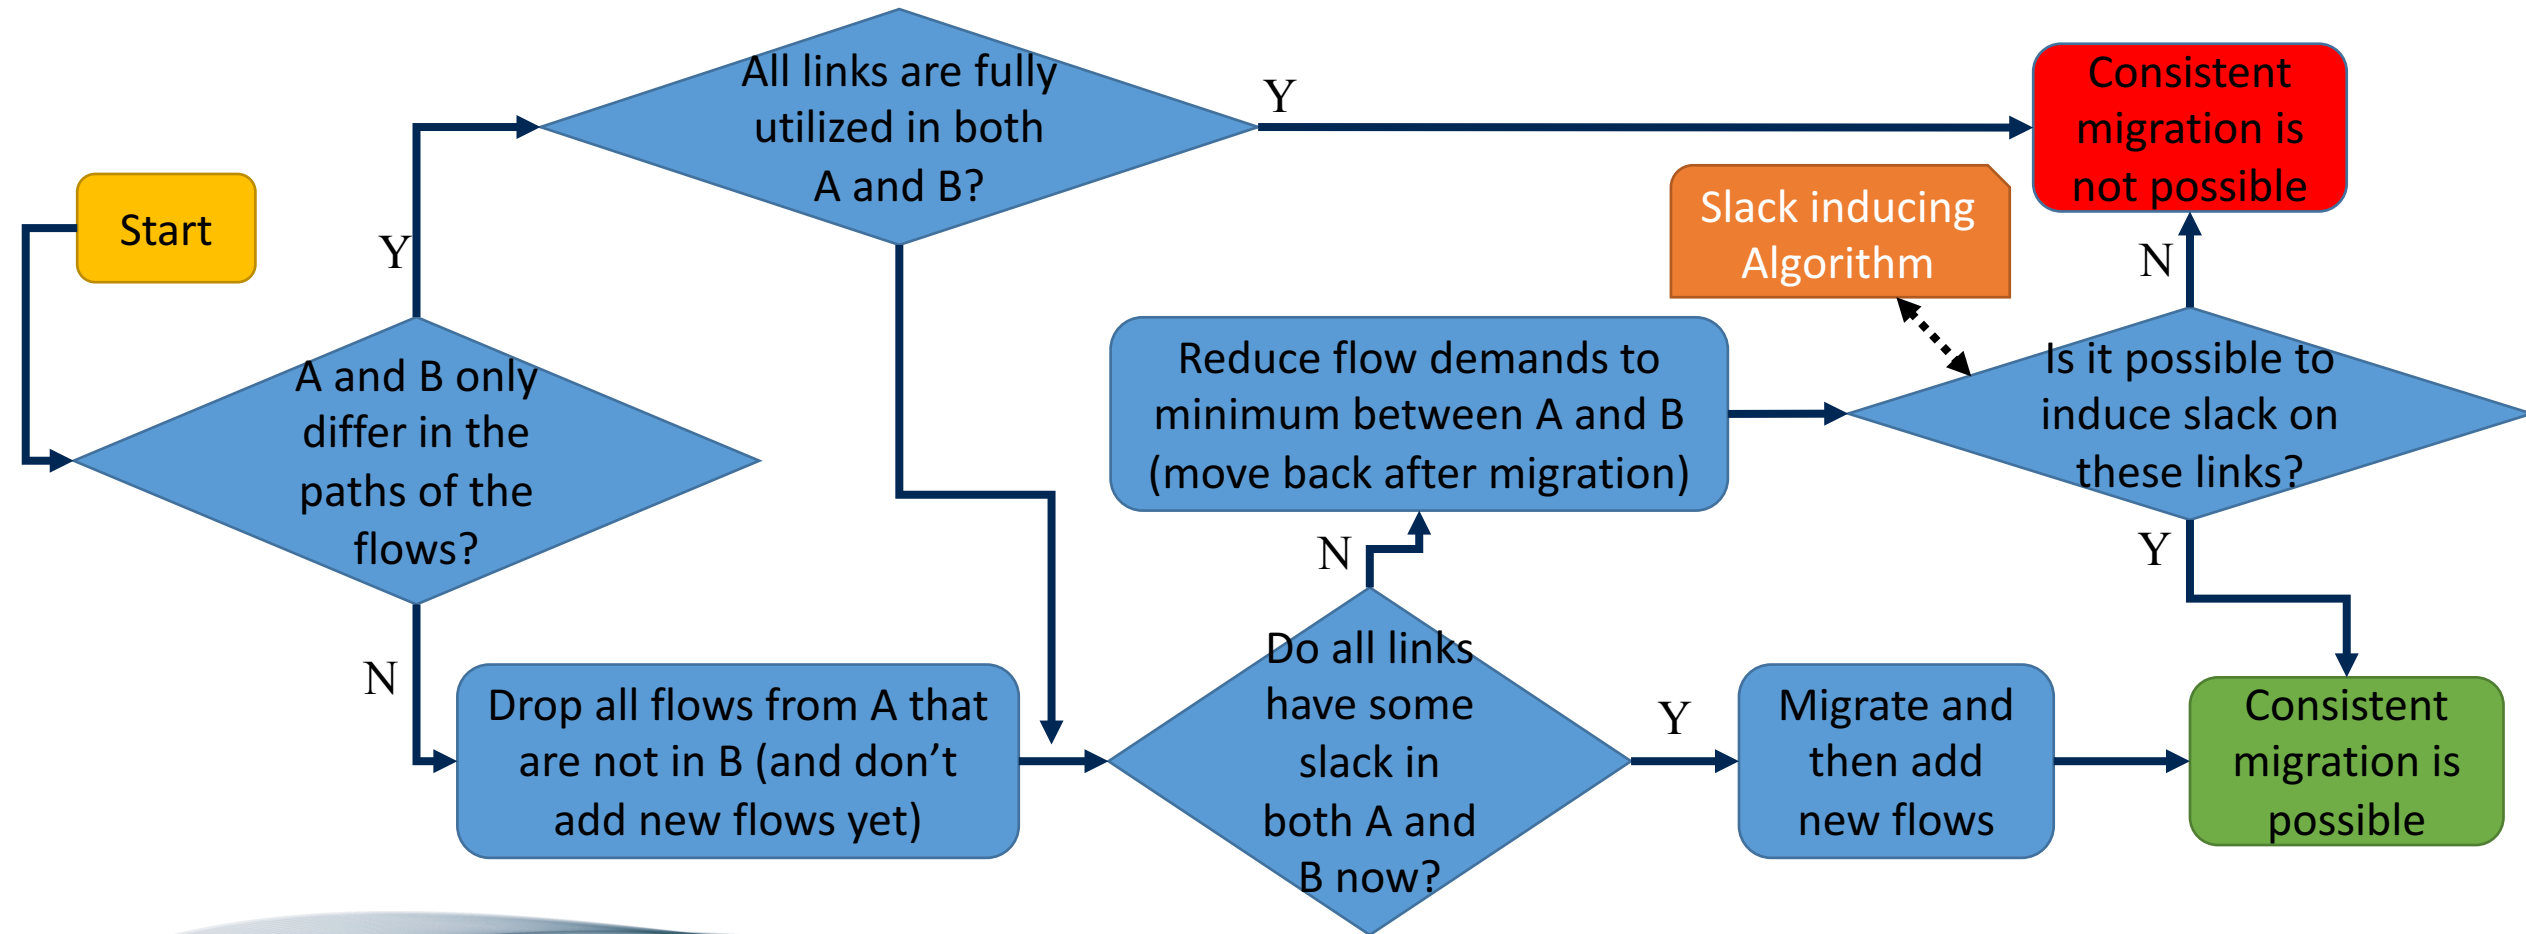 Start
A and B only
differ in the
paths of the
flows?
Y
N
All links are fully
utilized in both
A and B?
Y
Drop all flows from A that
are not in B (and don’t
add new flows yet)
Do all links
have some
slack in
both A and
B now?
N
Y
Reduce flow demands to
minimum between A and B
(move back after migration)
Migrate and
then add
new flows
Slack inducing
Algorithm
Is it possible to
induce slack on
these links?
N
Y
Consistent
migration is
not possible
Consistent
migration is
possible